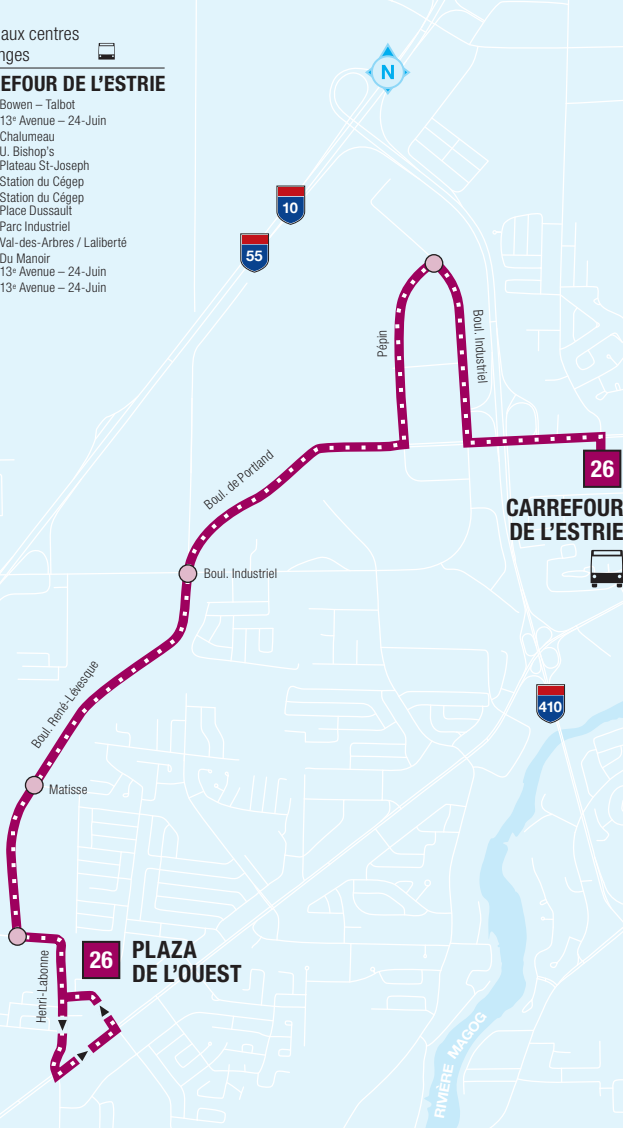 aux centres
nges
EFOUR DE L'ESTRIE
Bowen – Talbot
13e Avenue – 24-Juin
Chalumeau
U. Bishop's
Plateau St-Joseph
Station du Cégep
Station du Cégep
Place Dussault
Parc Industriel
Val-des-Arbres / Laliberté
Du Manoir
13e Avenue – 24-Juin
13e Avenue – 24-Juin
N
10
55
Pépin
Boul. Industriel
Boul. de Portland
26
CARREFOUR
DE L'ESTRIE
Boul. Industriel
Boul. René-Lévesque
410
Matisse
Henri-Labonne
26
PLAZA
DE L'OUEST
RIVIÈRE MAGOG